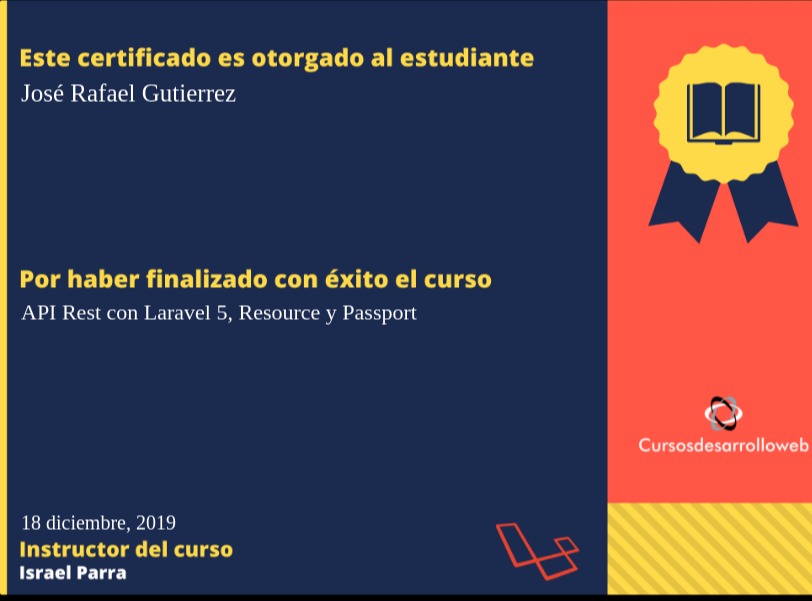 Este certificado es otorgado al estudiante
José Rafael Gutierrez
Por haber finalizado con éxito el curso
API Rest con Laravel 5, Resource y Passport
Cursosdesarrolloweb
18 diciembre, 2019
Instructor del curso
Israel Parra